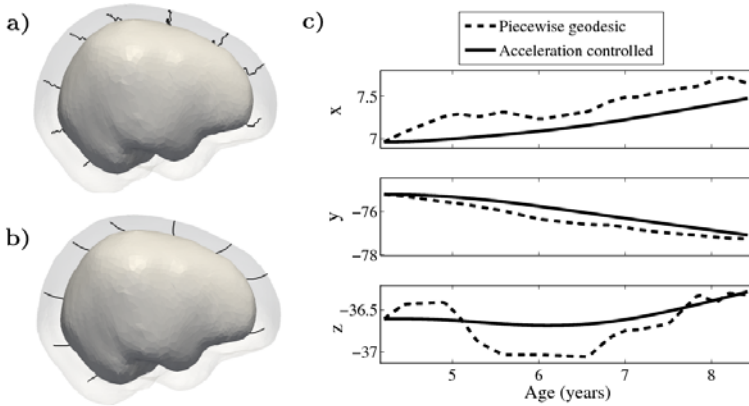 a)
b)
c)
Piecewise geodesic
Acceleration controlled
7.5
7
x
-76
-78
y
-36.5
-37
z
5 6 7 8
Age (years)